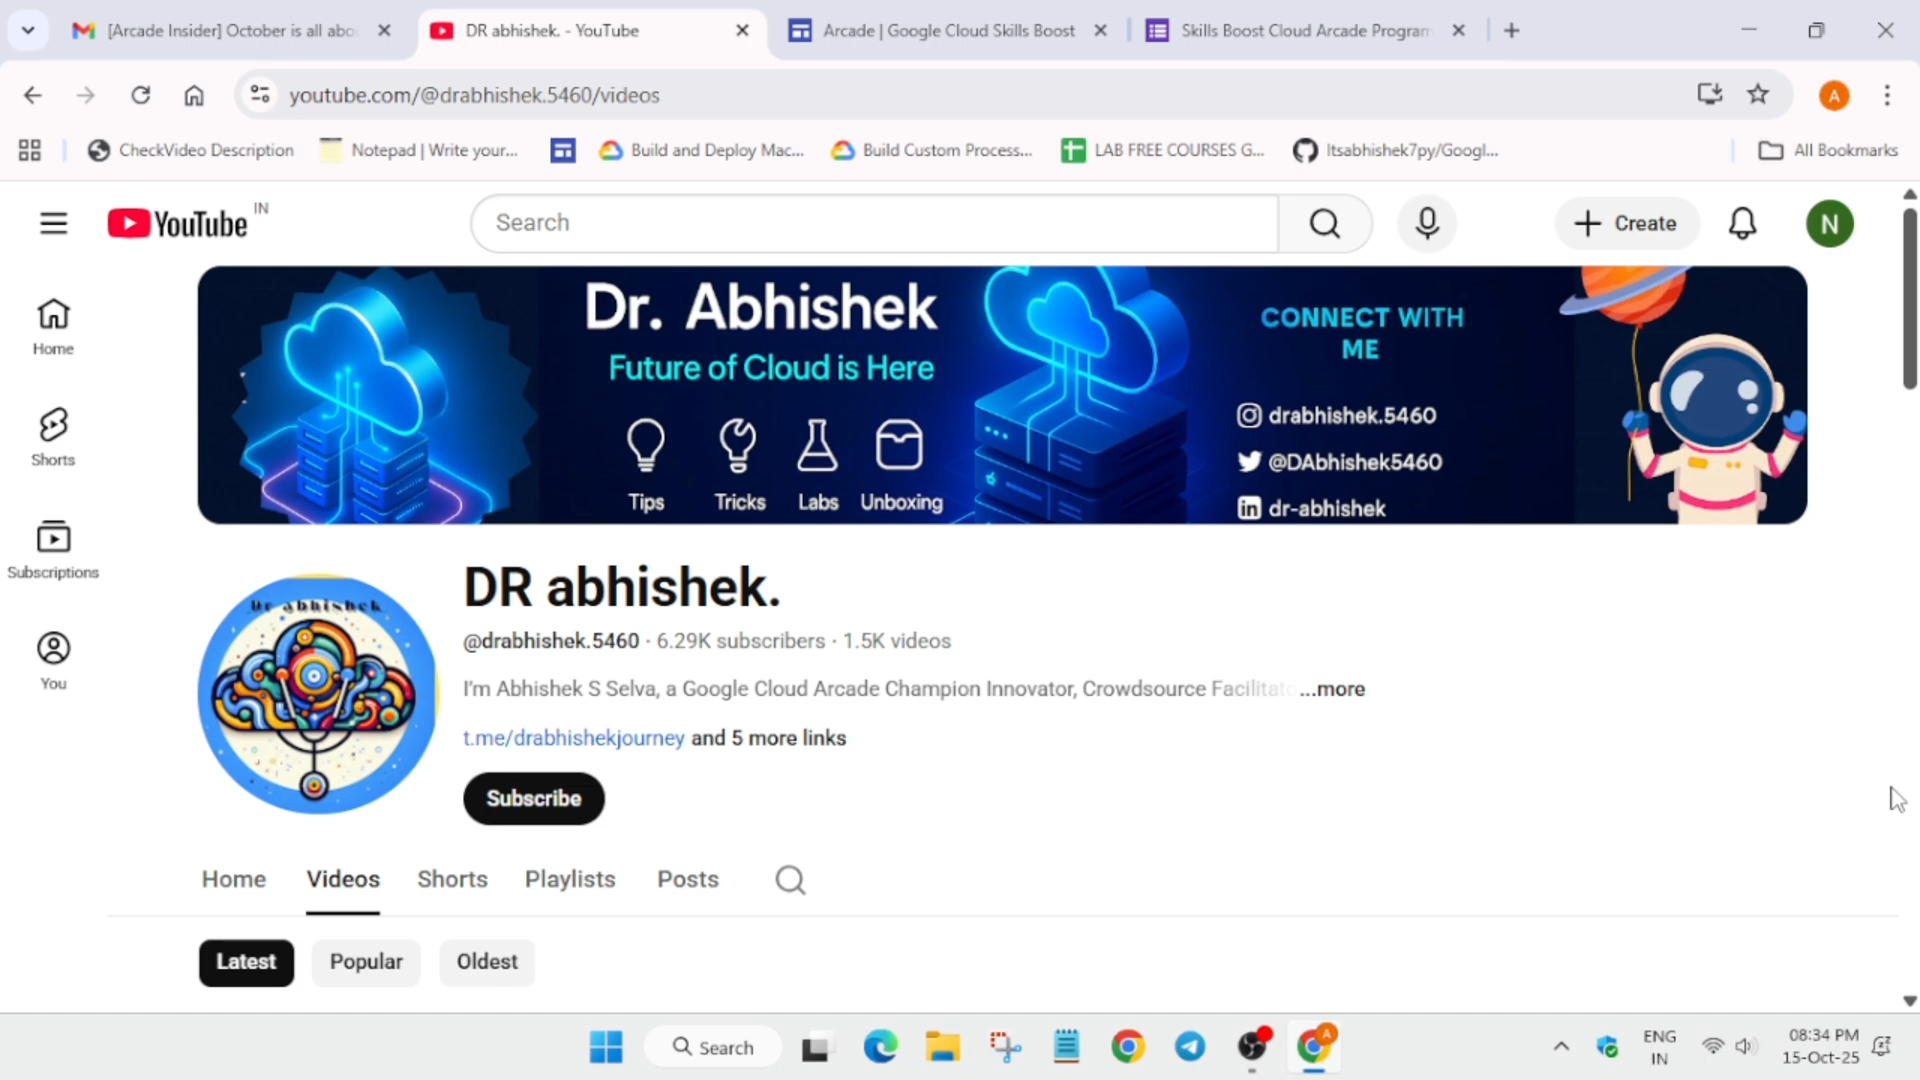 [Arcade Insider] October is all abo
DR abhishek. - YouTube
Arcade | Google Cloud Skills Boost
Skills Boost Cloud Arcade Program
youtube.com/@drabhishek.5460/videos
A
CheckVideo Description
Notepad | Write your...
Build and Deploy Mac...
Build Custom Process...
LAB FREE COURSES G...
Itsabhishek7py/Googl...
All Bookmarks
YouTube IN
Search
Create
N
Home
Shorts
Subscriptions
You
Dr. Abhishek
Future of Cloud is Here
Tips
Tricks
Labs
Unboxing
CONNECT WITH
ME
drabhishek.5460
@DAbhishek5460
dr-abhishek
Dr abhishek
DR abhishek.
@drabhishek.5460 · 6.29K subscribers · 1.5K videos
I'm Abhishek S Selva, a Google Cloud Arcade Champion Innovator, Crowdsource Facilitato ...more
t.me/drabhishekjourney and 5 more links
Subscribe
Home
Videos
Shorts
Playlists
Posts
Latest
Popular
Oldest
Search
A
ENG
IN
08:34 PM
15-Oct-25